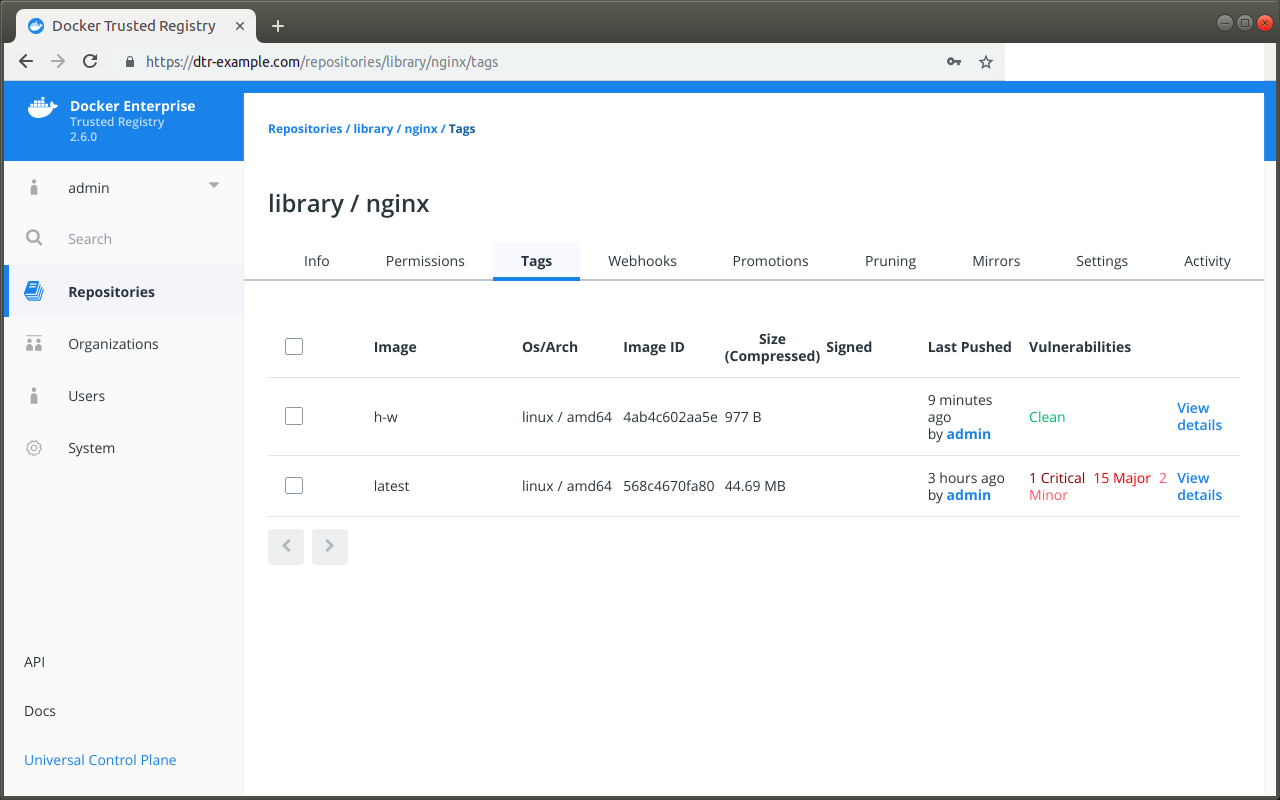 Docker Trusted Registry
https://dtr-example.com/repositories/library/nginx/tags
Docker Enterprise
Trusted Registry
2.6.0
admin
Search
Repositories
Organizations
Users
System
API
Docs
Universal Control Plane
Repositories / library / nginx / Tags
library / nginx
Info Permissions Tags Webhooks Promotions Pruning Mirrors Settings Activity
Image Os/Arch Image ID Size (Compressed) Signed Last Pushed Vulnerabilities
h-w linux / amd64 4ab4c602aa5e 977 B 9 minutes ago by admin Clean View details
latest linux / amd64 568c4670fa80 44.69 MB 3 hours ago by admin 1 Critical 15 Major 2 Minor View details